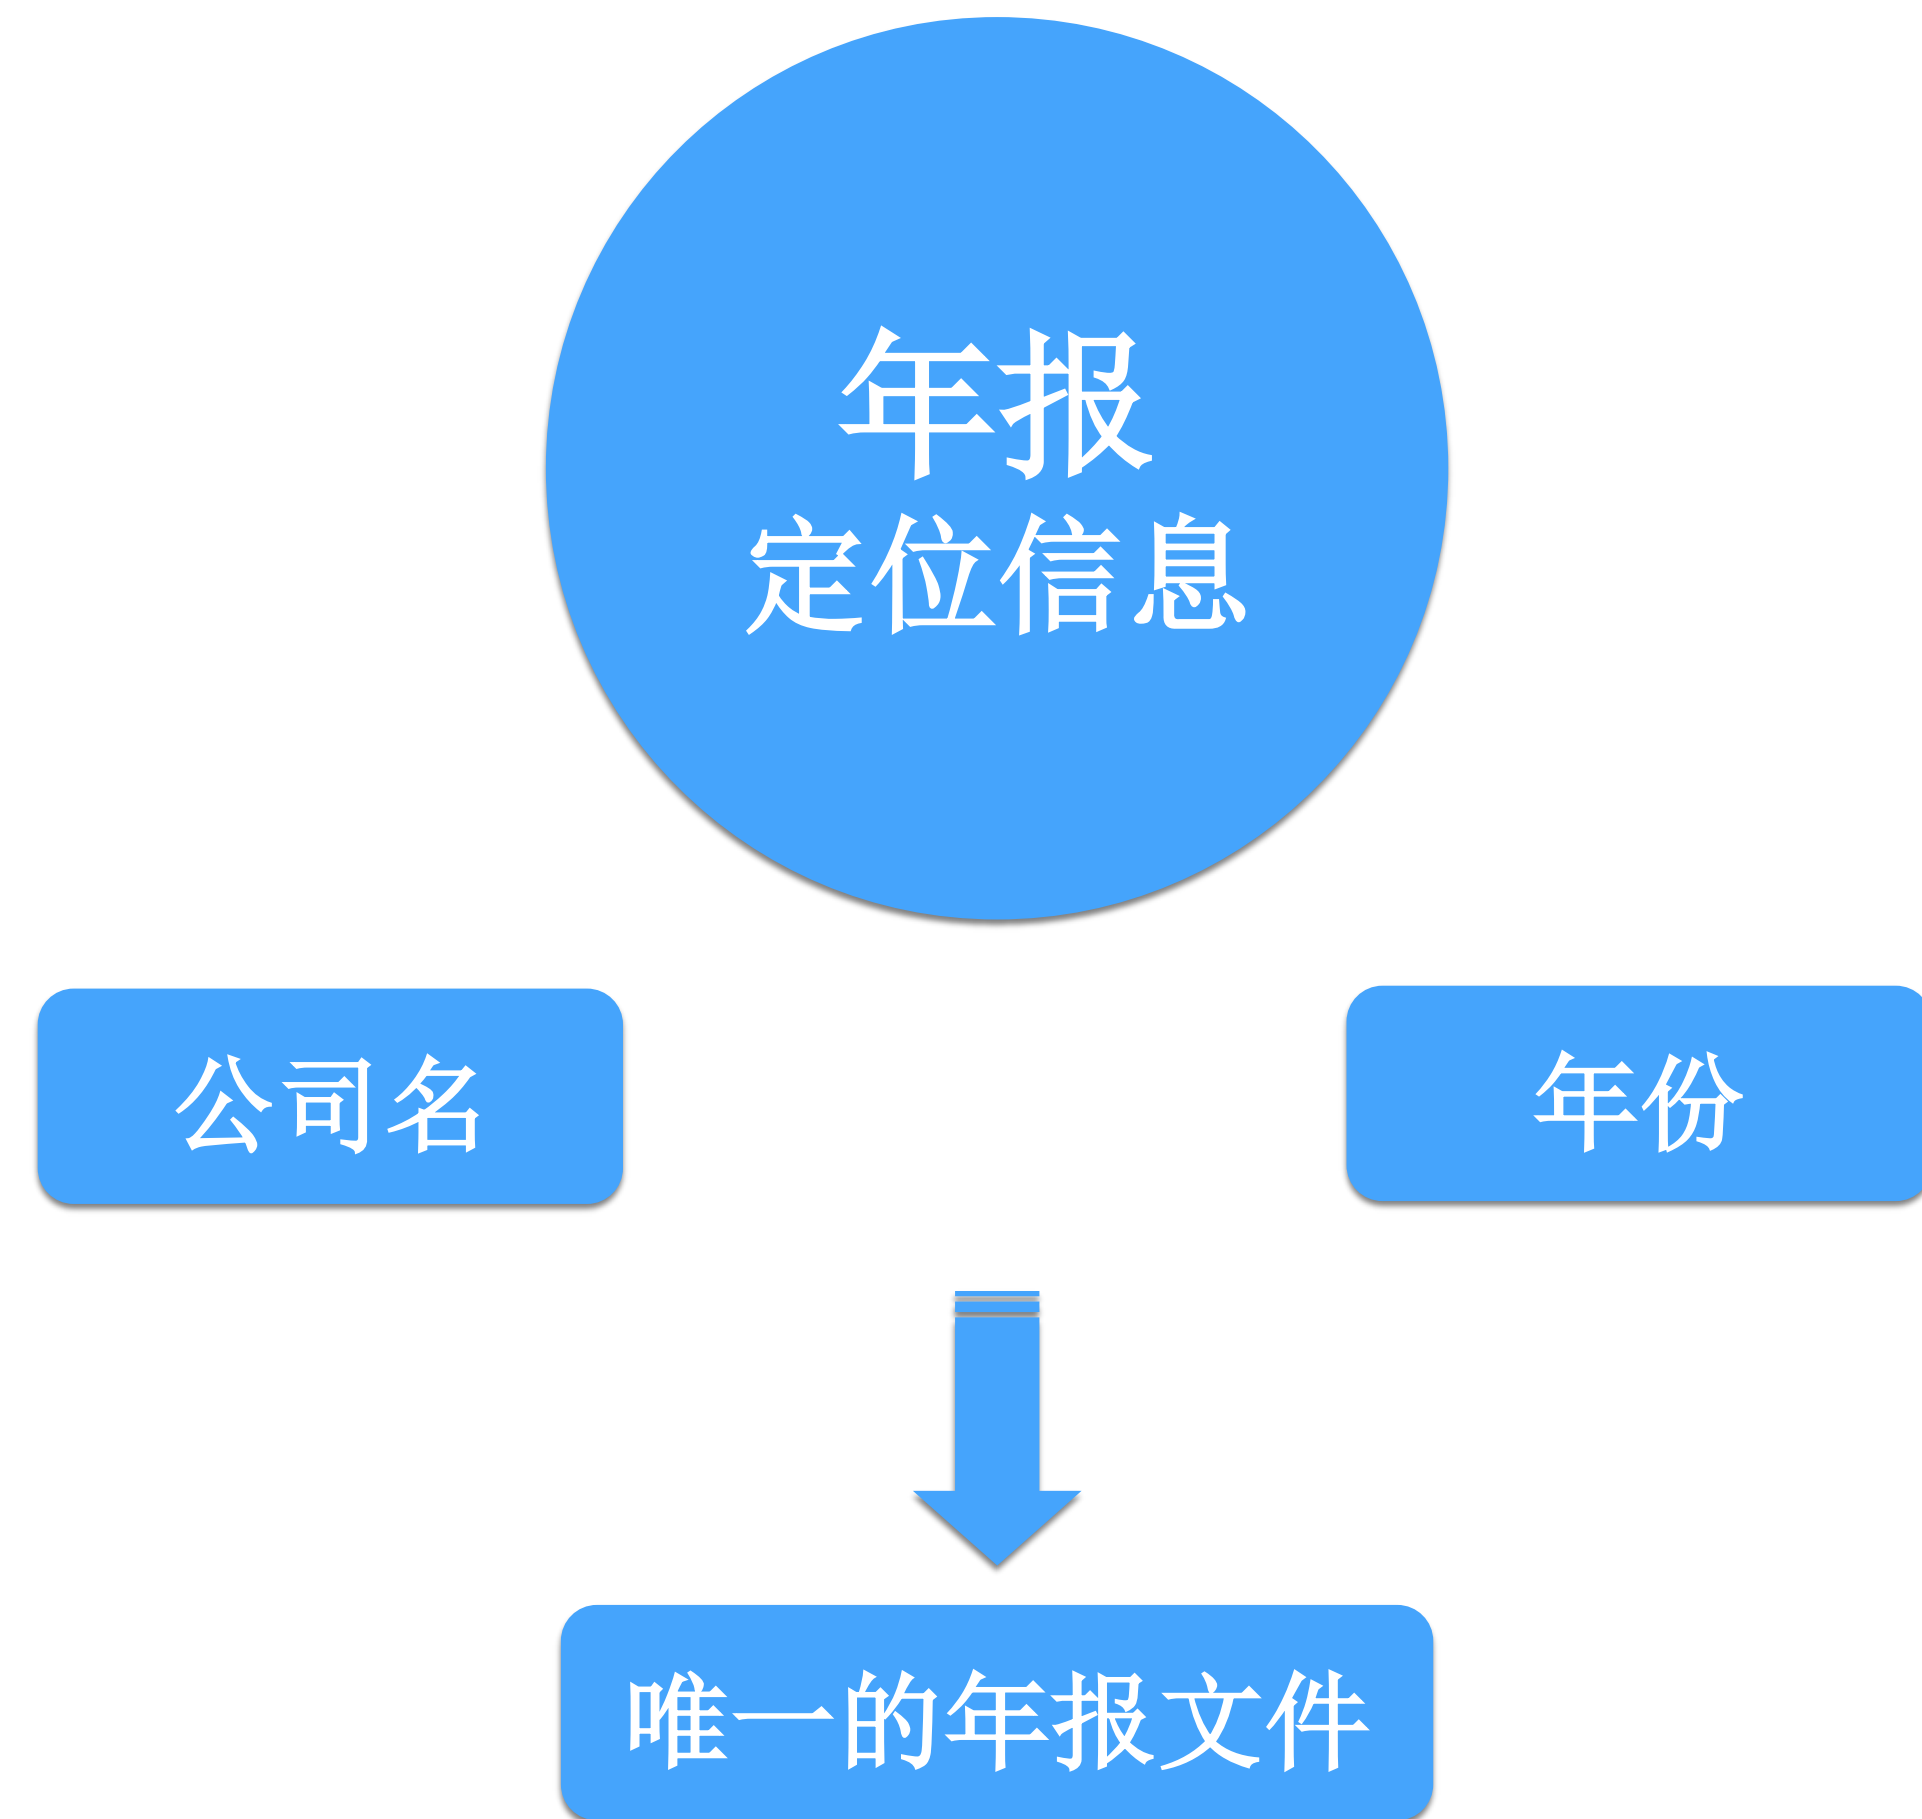 年报
定位信息
公司名
年份
唯一的年报文件